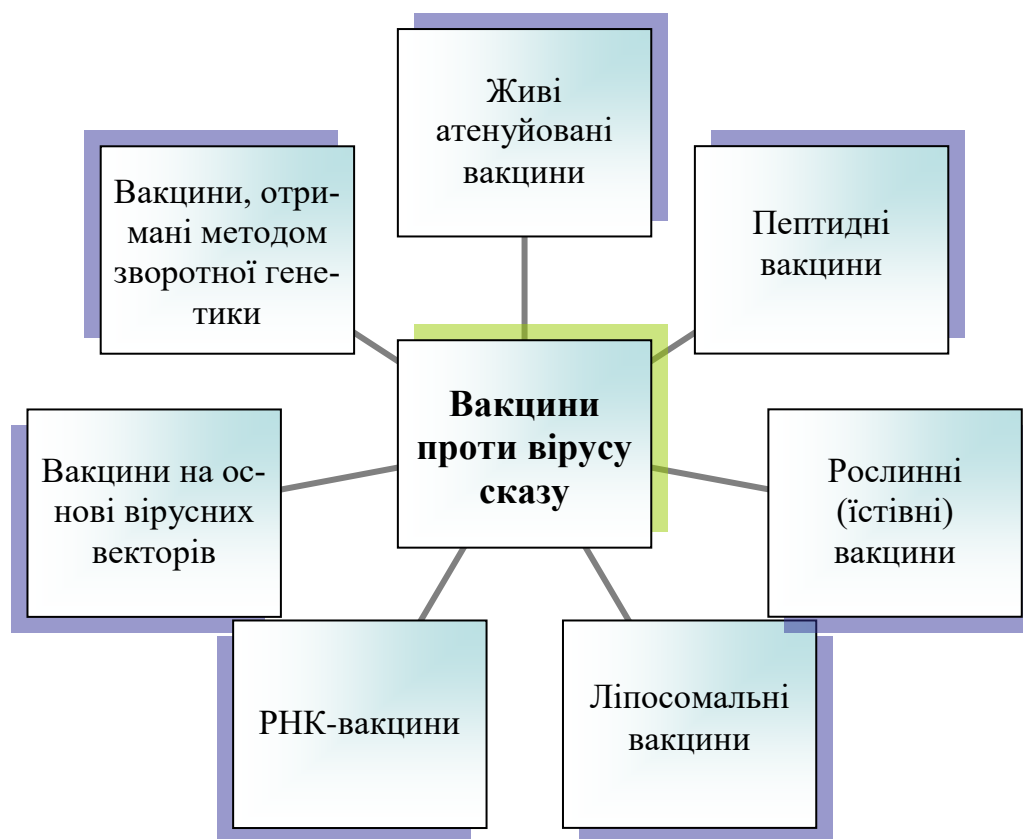 Живі
атенуйовані
вакцини
Пептидні
вакцини
Рослинні
(їстівні)
вакцини
Ліпосомальні
вакцини
РНК-вакцини
Вакцини на ос-
нові вірусних
векторів
Вакцини, отри-
мані методом
зворотної гене-
тики
Вакцини
проти вірусу
сказу